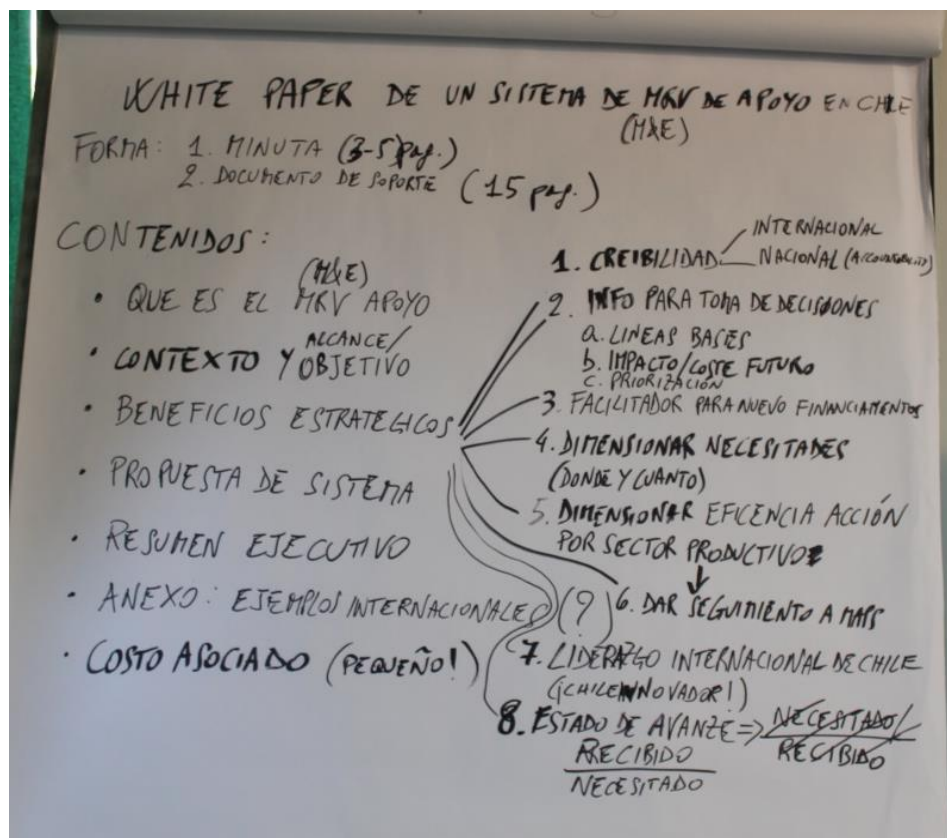 WHITE PAPER DE UN SISTEMA DE MRV DE APOYO EN CHILE
(M&E)
FORMA: 1. MINUTA (3-5) pag.)
2. DOCUMENTO DE SOPORTE (15 pag.)
CONTENIDOS:
(M&E)
• QUE ES EL MRV APOYO
• CONTEXTO Y ALCANCE/
OBJETIVO
• BENEFICIOS ESTRATEGICOS
• PROPUESTA DE SISTEMA
• RESUMEN EJECUTIVO
• ANEXO: EJEMPLOS INTERNACIONALES (?)
• COSTO ASOCIADO (PEQUEÑO!)
1. CREIBILIDAD
INTERNACIONAL
NACIONAL (ACCOUNTABILITY)
2. INFO PARA TOMA DE DECISIONES
a. LINEAS BASES
b. IMPACTO/COSTE FUTURO
c. PRIORIZACIÓN
3. FACILITADOR PARA NUEVO FINANCIAMENTOS
4. DIMENSIONAR NECESITADES
(DONDE Y CUANTO)
5. DIMENSIONAR EFICENCIA ACCIÓN
POR SECTOR PRODUCTIVO
6. DAR SEGUIMIENTO A MAPS
7. LIDERAZGO INTERNACIONAL DE CHILE
(¡CHILE INNOVADOR!)
8. ESTADO DE AVANZE => NECESITADO/
RECIBIDO
RECIBIDO
NECESITADO